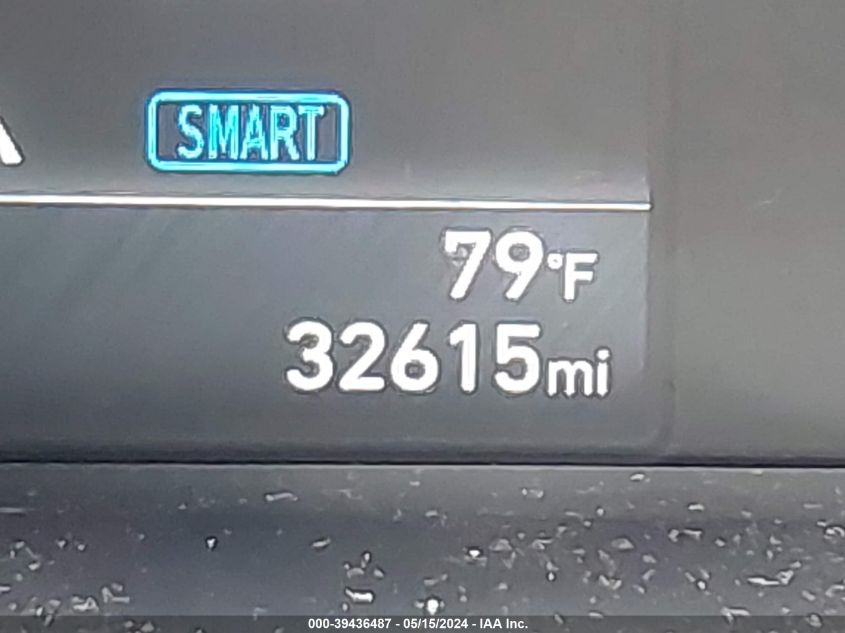 SMART
79°F
32615mi
000-39436487 - 05/15/2024 - IAA Inc.